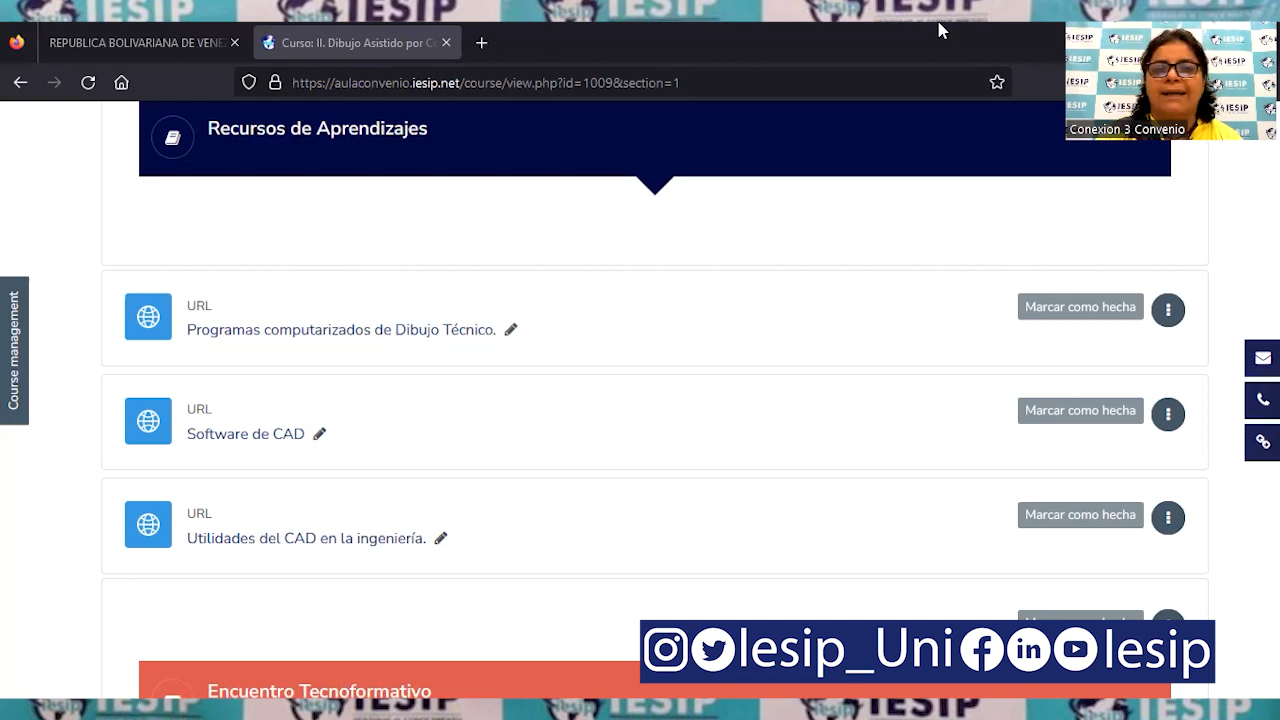 IESIP
REPUBLICA BOLIVARIANA DE VENEZ
Curso: II. Dibujo Asistido por C
https://aulaconvenio.iesip.net/course/view.php?id=1009&section=1
Conexion 3 Convenio
Recursos de Aprendizajes
Course management
URL
Programas computarizados de Dibujo Técnico.
Marcar como hecha
URL
Software de CAD
Marcar como hecha
URL
Utilidades del CAD en la ingeniería.
Marcar como hecha
Iesip_Uni
Iesip
Encuentro Tecnoformativo
IESIP